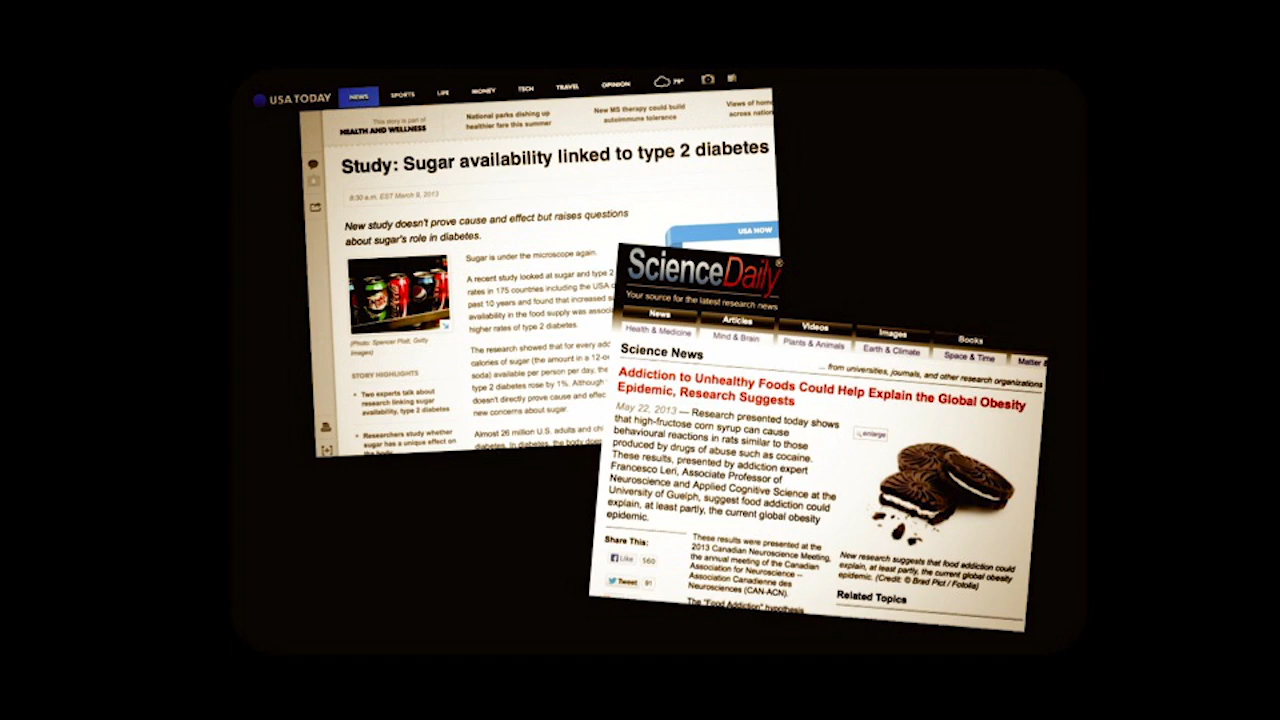 USA TODAY NEWS SPORTS LIFE MONEY TECH TRAVEL OPINION 79°
This story is part of
HEALTH AND WELLNESS
National parks dishing up
healthier fare this summer
New MS therapy could build
autoimmune tolerance
Views of hom
across nation
Study: Sugar availability linked to type 2 diabetes
8:30 a.m. EST March 8, 2013
New study doesn't prove cause and effect but raises questions
about sugar's role in diabetes.
USA NOW
(Photo: Spencer Platt, Getty
Images)
STORY HIGHLIGHTS
• Two experts talk about
research linking sugar
availability, type 2 diabetes
• Researchers study whether
sugar has a unique effect on
the body
Sugar is under the microscope again.
A recent study looked at sugar and type 2
rates in 175 countries including the USA
past 10 years and found that increased
availability in the food supply was assoc
higher rates of type 2 diabetes.
The research showed that for every add
calories of sugar (the amount in a 12-o
soda) available per person per day, the
type 2 diabetes rose by 1%. Although
doesn't directly prove cause and effec
new concerns about sugar.
Almost 26 million U.S. adults and ch
diabetes. In diabetes, the body does
ScienceDaily®
Your source for the latest research news
News Articles Videos Images Books
Health & Medicine Mind & Brain Plants & Animals Earth & Climate Space & Time Matter &
Science News
... from universities, journals, and other research organizations
Addiction to Unhealthy Foods Could Help Explain the Global Obesity
Epidemic, Research Suggests
May 22, 2013 — Research presented today shows
that high-fructose corn syrup can cause
behavioural reactions in rats similar to those
produced by drugs of abuse such as cocaine.
These results, presented by addiction expert
Francesco Leri, Associate Professor of
Neuroscience and Applied Cognitive Science at the
University of Guelph, suggest food addiction could
explain, at least partly, the current global obesity
epidemic.
enlarge
New research suggests that food addiction could
explain, at least partly, the current global obesity
epidemic. (Credit: © Brad Pict / Fotolia)
Related Topics
Share This:
Like 560
Tweet 91
These results were presented at the
2013 Canadian Neuroscience Meeting,
the annual meeting of the Canadian
Association for Neuroscience –
Association Canadienne des
Neurosciences (CAN-ACN).
The "Food Addiction" hypothesis